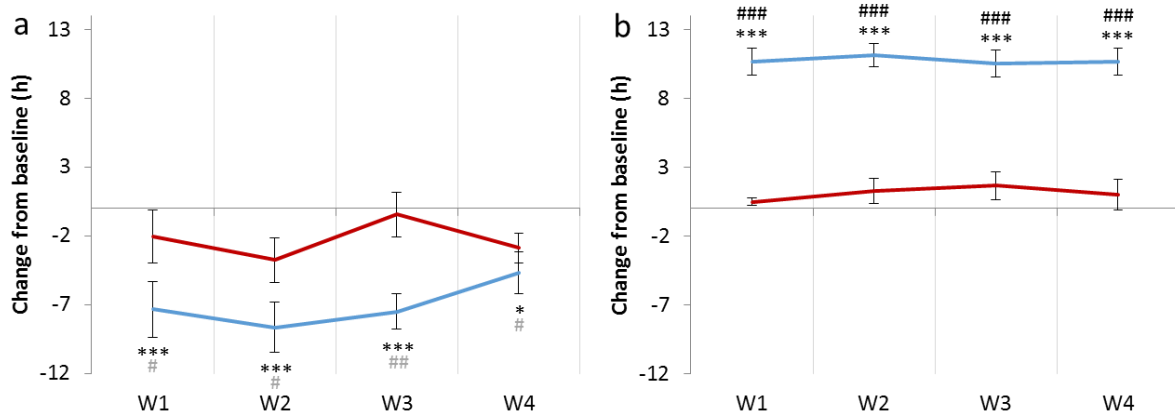 a
Change from baseline (h)
13
8
3
-2
-7
-12
***
#
***
#
***
##
*
#
W1 W2 W3 W4
b
Change from baseline (h)
13
8
3
-2
-7
-12
### ### ### ###
*** *** *** ***
W1 W2 W3 W4